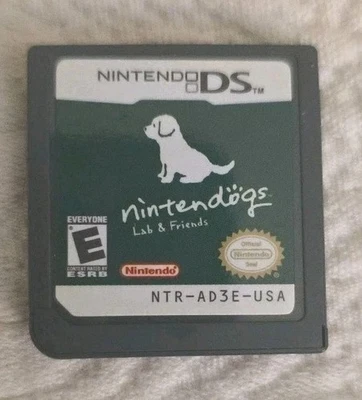 NINTENDO DS™
nintendogs
Lab & Friends
EVERYONE
E
CONTENT RATED BY
ESRB
Nintendo
Official
Nintendo
Seal
NTR-AD3E-USA